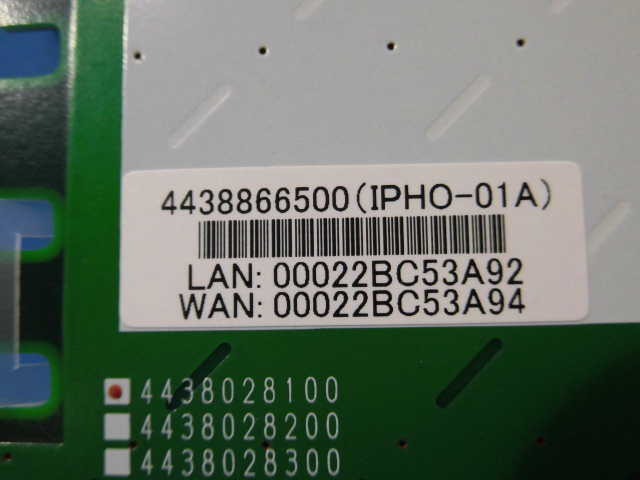 4438866500(IPHO-01A)
LAN: 00022BC53A92
WAN: 00022BC53A94
4438028100
4438028200
4438028300